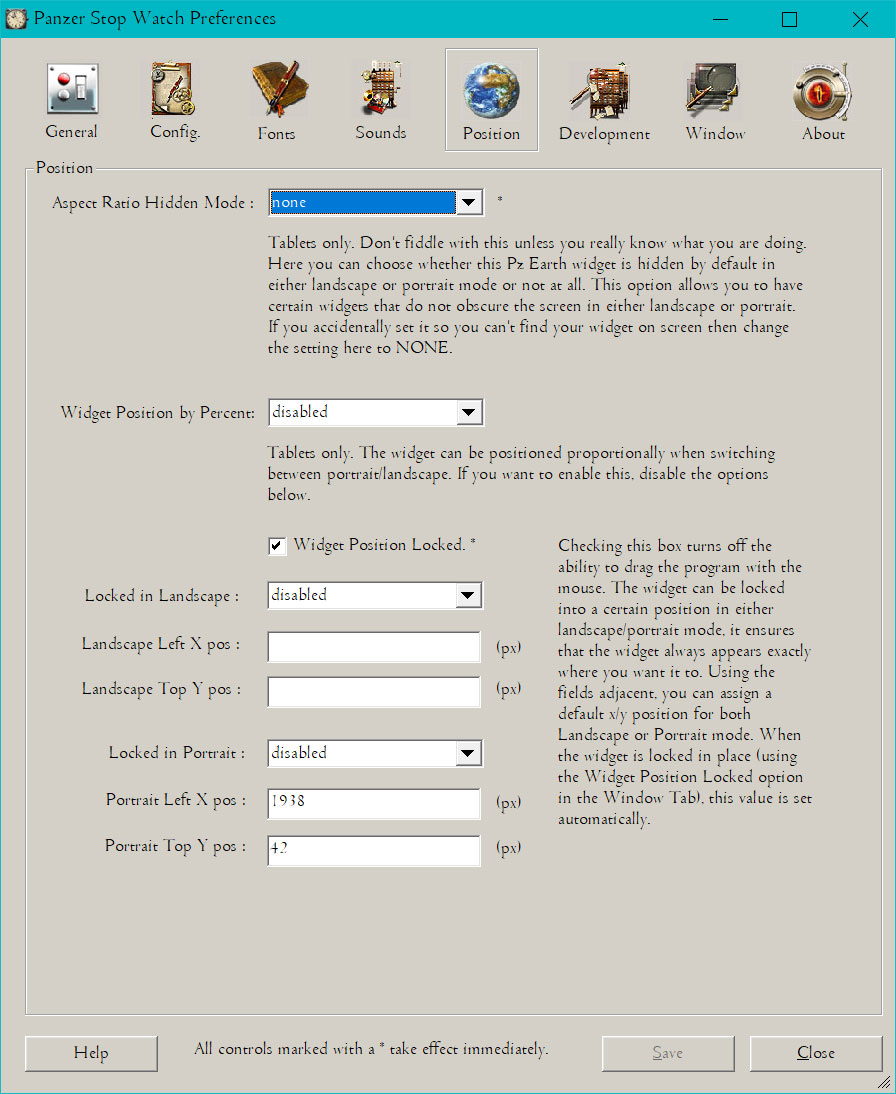 Panzer Stop Watch Preferences
General
Config.
Fonts
Sounds
Position
Development
Window
About
Position
Aspect Ratio Hidden Mode : none *
Tablets only. Don't fiddle with this unless you really know what you are doing.
Here you can choose whether this Pz Earth widget is hidden by default in
either landscape or portrait mode or not at all. This option allows you to have
certain widgets that do not obscure the screen in either landscape or portrait.
If you accidentally set it so you can't find your widget on screen then change
the setting here to NONE.
Widget Position by Percent: disabled
Tablets only. The widget can be positioned proportionally when switching
between portrait/landscape. If you want to enable this, disable the options
below.
Widget Position Locked. *
Locked in Landscape : disabled
Landscape Left X pos : (px)
Landscape Top Y pos : (px)
Locked in Portrait : disabled
Portrait Left X pos : 1938 (px)
Portrait Top Y pos : 42 (px)
Checking this box turns off the
ability to drag the program with the
mouse. The widget can be locked
into a certain position in either
landscape/portrait mode, it ensures
that the widget always appears exactly
where you want it to. Using the
fields adjacent, you can assign a
default x/y position for both
Landscape or Portrait mode. When
the widget is locked in place (using
the Widget Position Locked option
in the Window Tab), this value is set
automatically.
Help
All controls marked with a * take effect immediately.
Save
Close